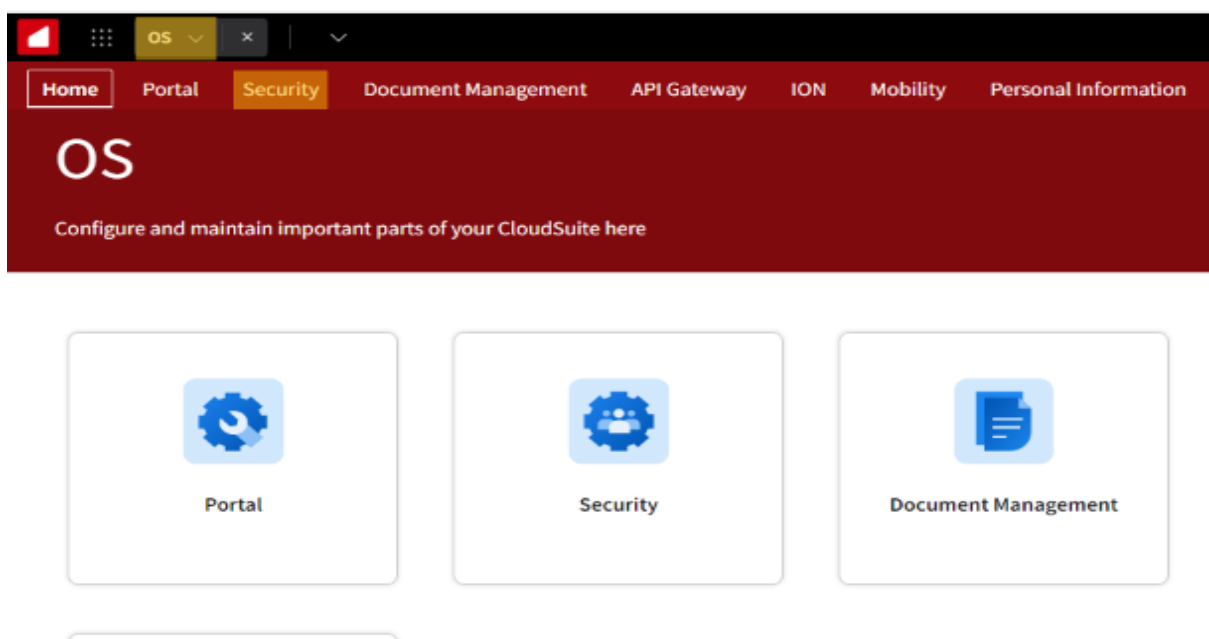 OS
Home Portal Security Document Management API Gateway ION Mobility Personal Information
OS
Configure and maintain important parts of your CloudSuite here
Portal Security Document Management